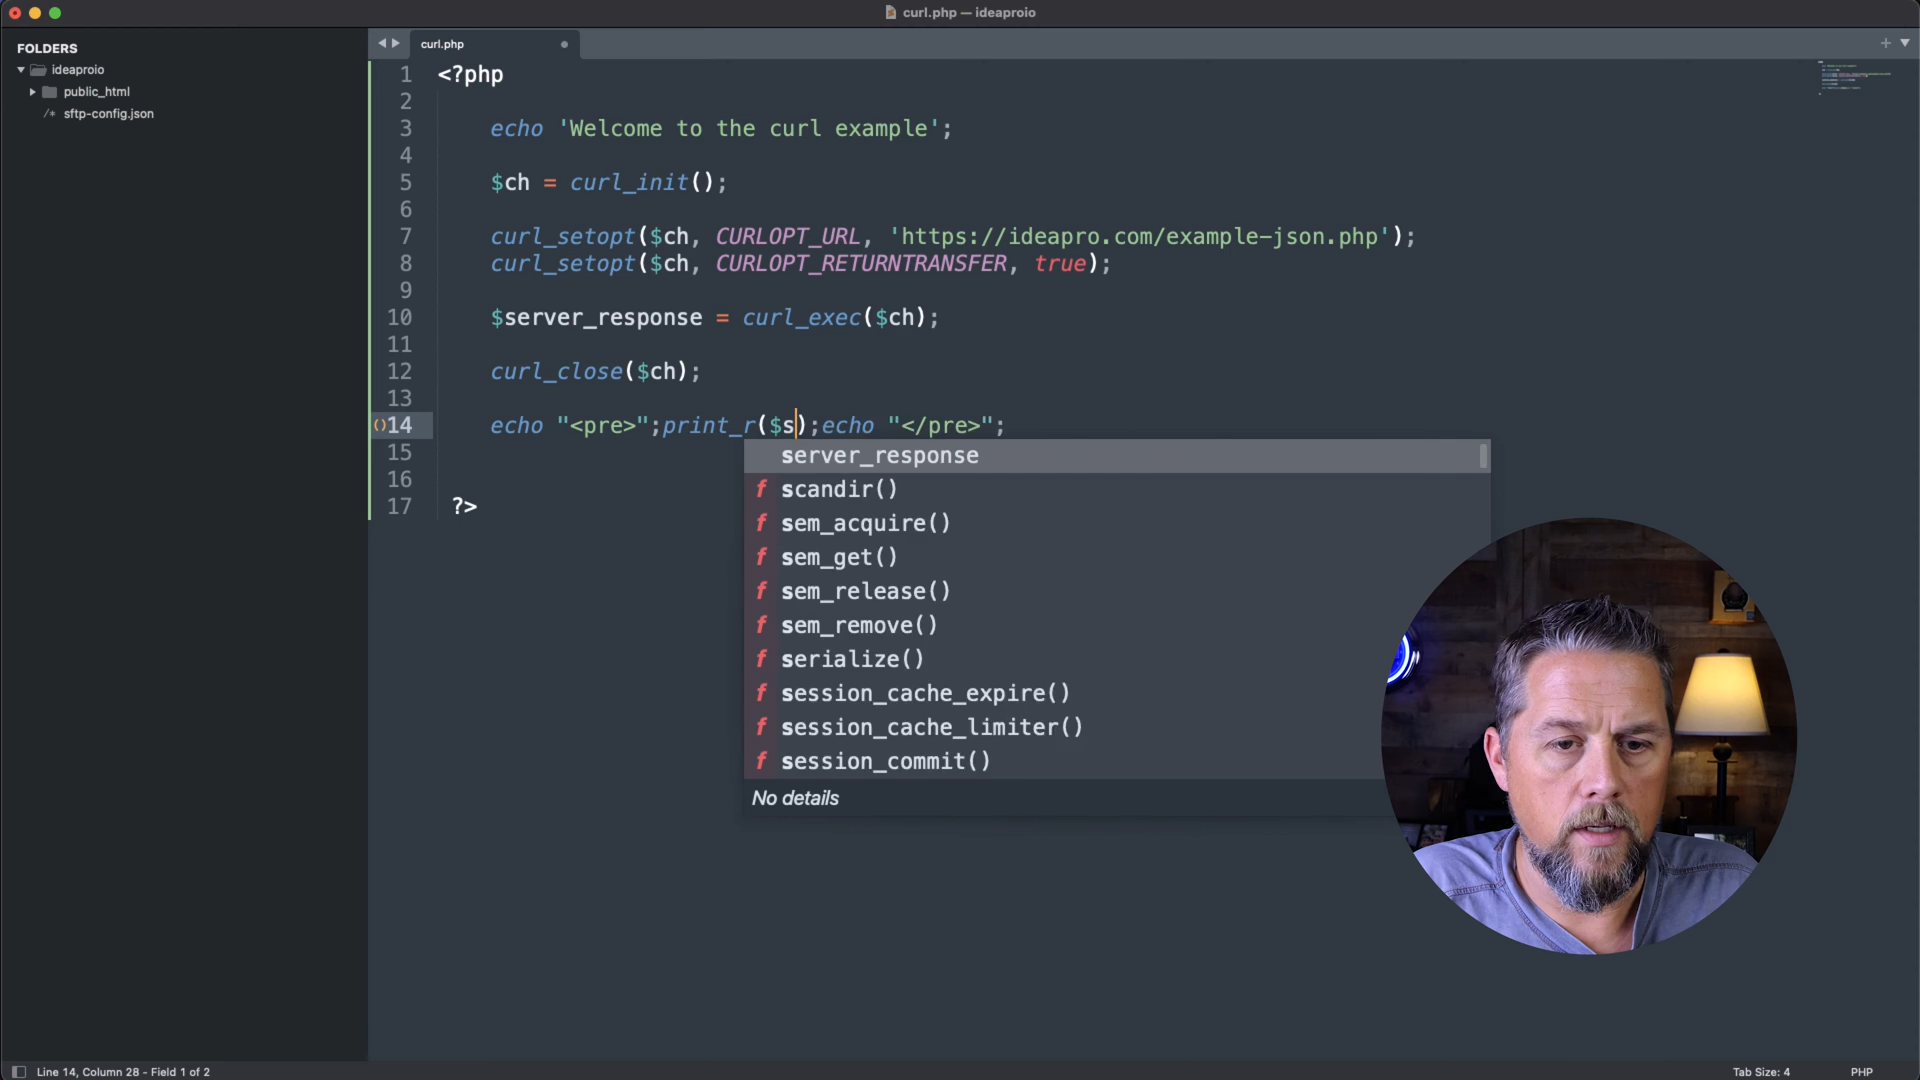 curl.php — ideaproio
FOLDERS
ideaproio
public_html
/* sftp-config.json
curl.php
1 <?php
2
3 echo 'Welcome to the curl example';
4
5 $ch = curl_init();
6
7 curl_setopt($ch, CURLOPT_URL, 'https://ideapro.com/example-json.php');
8 curl_setopt($ch, CURLOPT_RETURNTRANSFER, true);
9
10 $server_response = curl_exec($ch);
11
12 curl_close($ch);
13
()14 echo "<pre>";print_r($s);echo "</pre>";
15
16
17 ?>
server_response
f scandir()
f sem_acquire()
f sem_get()
f sem_release()
f sem_remove()
f serialize()
f session_cache_expire()
f session_cache_limiter()
f session_commit()
No details
Line 14, Column 28 - Field 1 of 2
Tab Size: 4
PHP